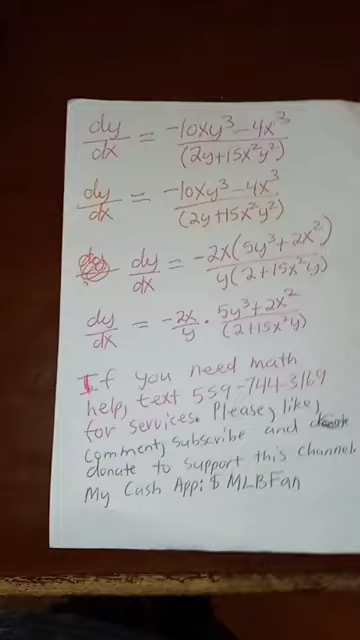 dy/dx = -10xy³-4x³/(2y+15x²y²)
dy/dx = -10xy³-4x³/(2y+15x²y²)
dy/dx = -2x(5y³+2x²)/y(2+15x²y)
dy/dx = -2x/y · 5y³+2x²/(2+15x²y)
If you need math
help, text 559-744-3169
for services. Please, like,
comment, subscribe and
donate to support this channel.
My Cash App: $MLBFan